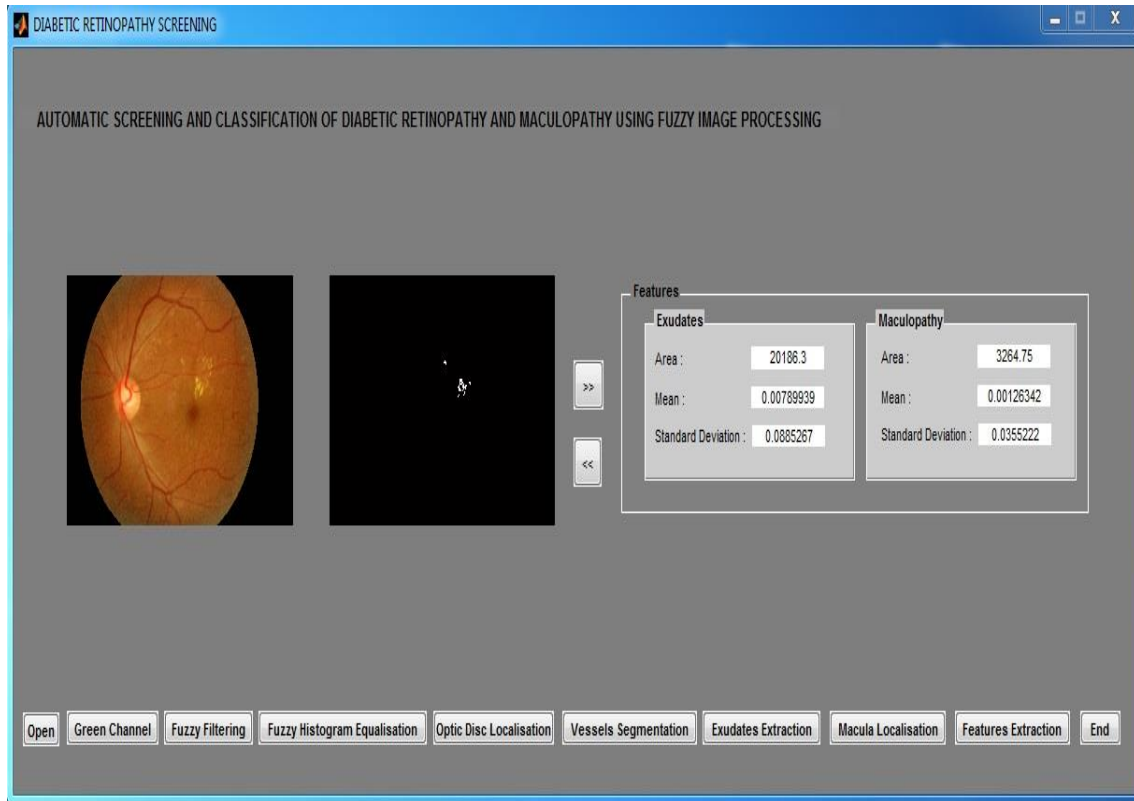 DIABETIC RETINOPATHY SCREENING
AUTOMATIC SCREENING AND CLASSIFICATION OF DIABETIC RETINOPATHY AND MACULOPATHY USING FUZZY IMAGE PROCESSING
Features
Exudates
Area : 20186.3
Mean : 0.00789939
Standard Deviation : 0.0885267
Maculopathy
Area : 3264.75
Mean : 0.00126342
Standard Deviation : 0.0355222
>>
<<
Open Green Channel Fuzzy Filtering Fuzzy Histogram Equalisation Optic Disc Localisation Vessels Segmentation Exudates Extraction Macula Localisation Features Extraction End